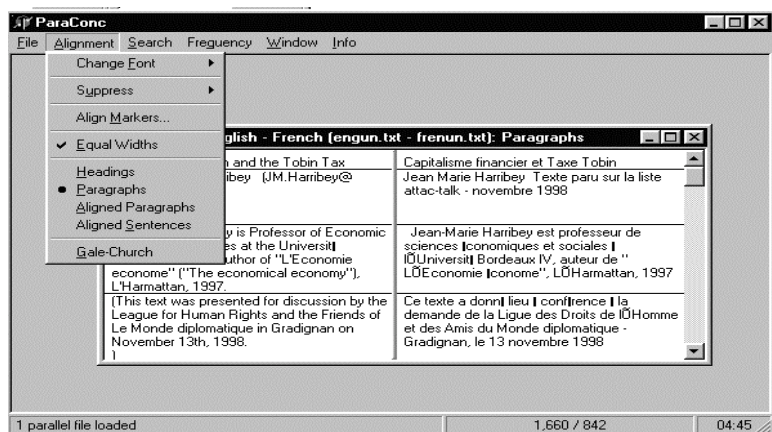 ParaConc
File Alignment Search Freguency Window Info
Change Font
Suppress
Align Markers...
Equal Widths
Headings
Paragraphs
Aligned Paragraphs
Aligned Sentences
Gale-Church
glish - French (engun.txt - frenun.txt): Paragraphs
and the Tobin Tax
ibey (JM.Harribey@
y is Professor of Economic
es at the Universit
uthor of "L'Economie
econome" ("The economical economy"),
L'Harmattan, 1997.
(This text was presented for discussion by the
League for Human Rights and the Friends of
Le Monde diplomatique in Gradignan on
November 13th, 1998.
)
Capitalisme financier et Taxe Tobin
Jean Marie Harribey Texte paru sur la liste
attac-talk - novembre 1998
Jean-Marie Harribey est professeur de
sciences conomiques et sociales
lÕUniversit Bordeaux IV, auteur de "
LÕEconomie conome", LÕHarmattan, 1997
Ce texte a donn lieu confrence la
demande de la Ligue des Droits de lÕHomme
et des Amis du Monde diplomatique -
Gradignan, le 13 novembre 1998
1 parallel file loaded
1,660 / 842
04:45